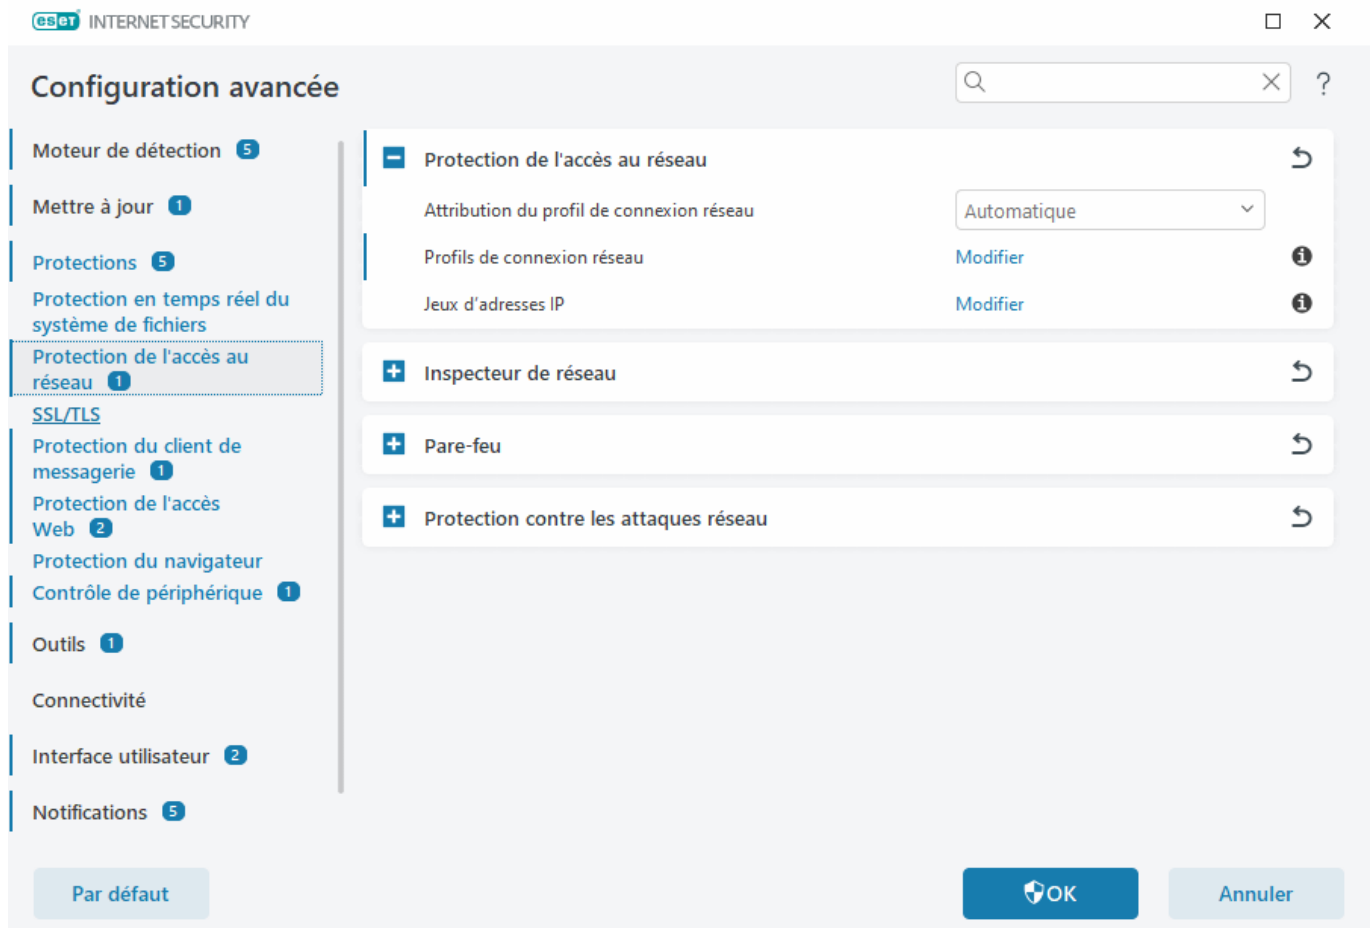 eset INTERNET SECURITY
Configuration avancée
?
Moteur de détection 5
Mettre à jour 1
Protections 5
Protection en temps réel du
système de fichiers
Protection de l'accès au
réseau 1
SSL/TLS
Protection du client de
messagerie 1
Protection de l'accès
Web 2
Protection du navigateur
Contrôle de périphérique 1
Outils 1
Connectivité
Interface utilisateur 2
Notifications 5
Protection de l'accès au réseau
Attribution du profil de connexion réseau Automatique
Profils de connexion réseau Modifier
Jeux d'adresses IP Modifier
Inspecteur de réseau
Pare-feu
Protection contre les attaques réseau
Par défaut
OK
Annuler